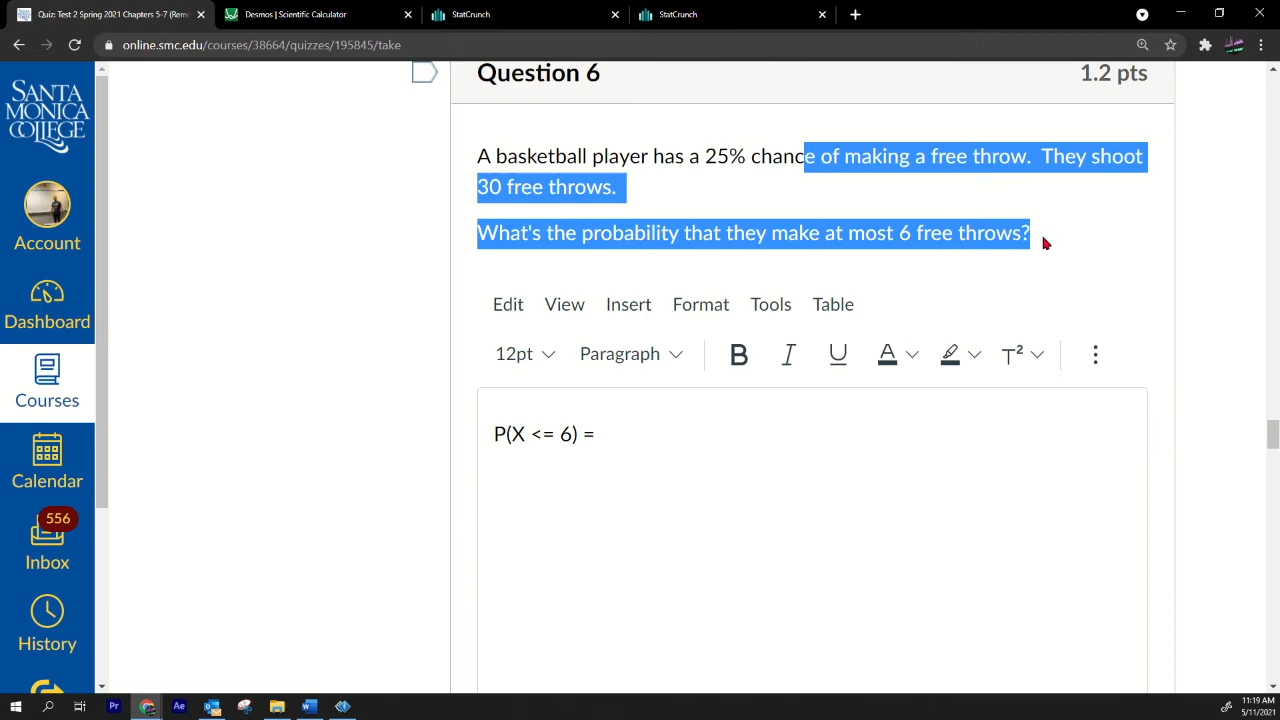 Quiz: Test 2 Spring 2021 Chapters 5-7 (Rem
Desmos | Scientific Calculator
StatCrunch
StatCrunch
online.smc.edu/courses/38664/quizzes/195845/take
SANTA
MONICA
COLLEGE
Account
Dashboard
Courses
Calendar
556
Inbox
History
Question 6
1.2 pts
A basketball player has a 25% chance of making a free throw.  They shoot
30 free throws.
What's the probability that they make at most 6 free throws?
Edit View Insert Format Tools Table
12pt Paragraph B I U A T²
P(X <= 6) =
Pr
Ae
11:19 AM
5/11/2021